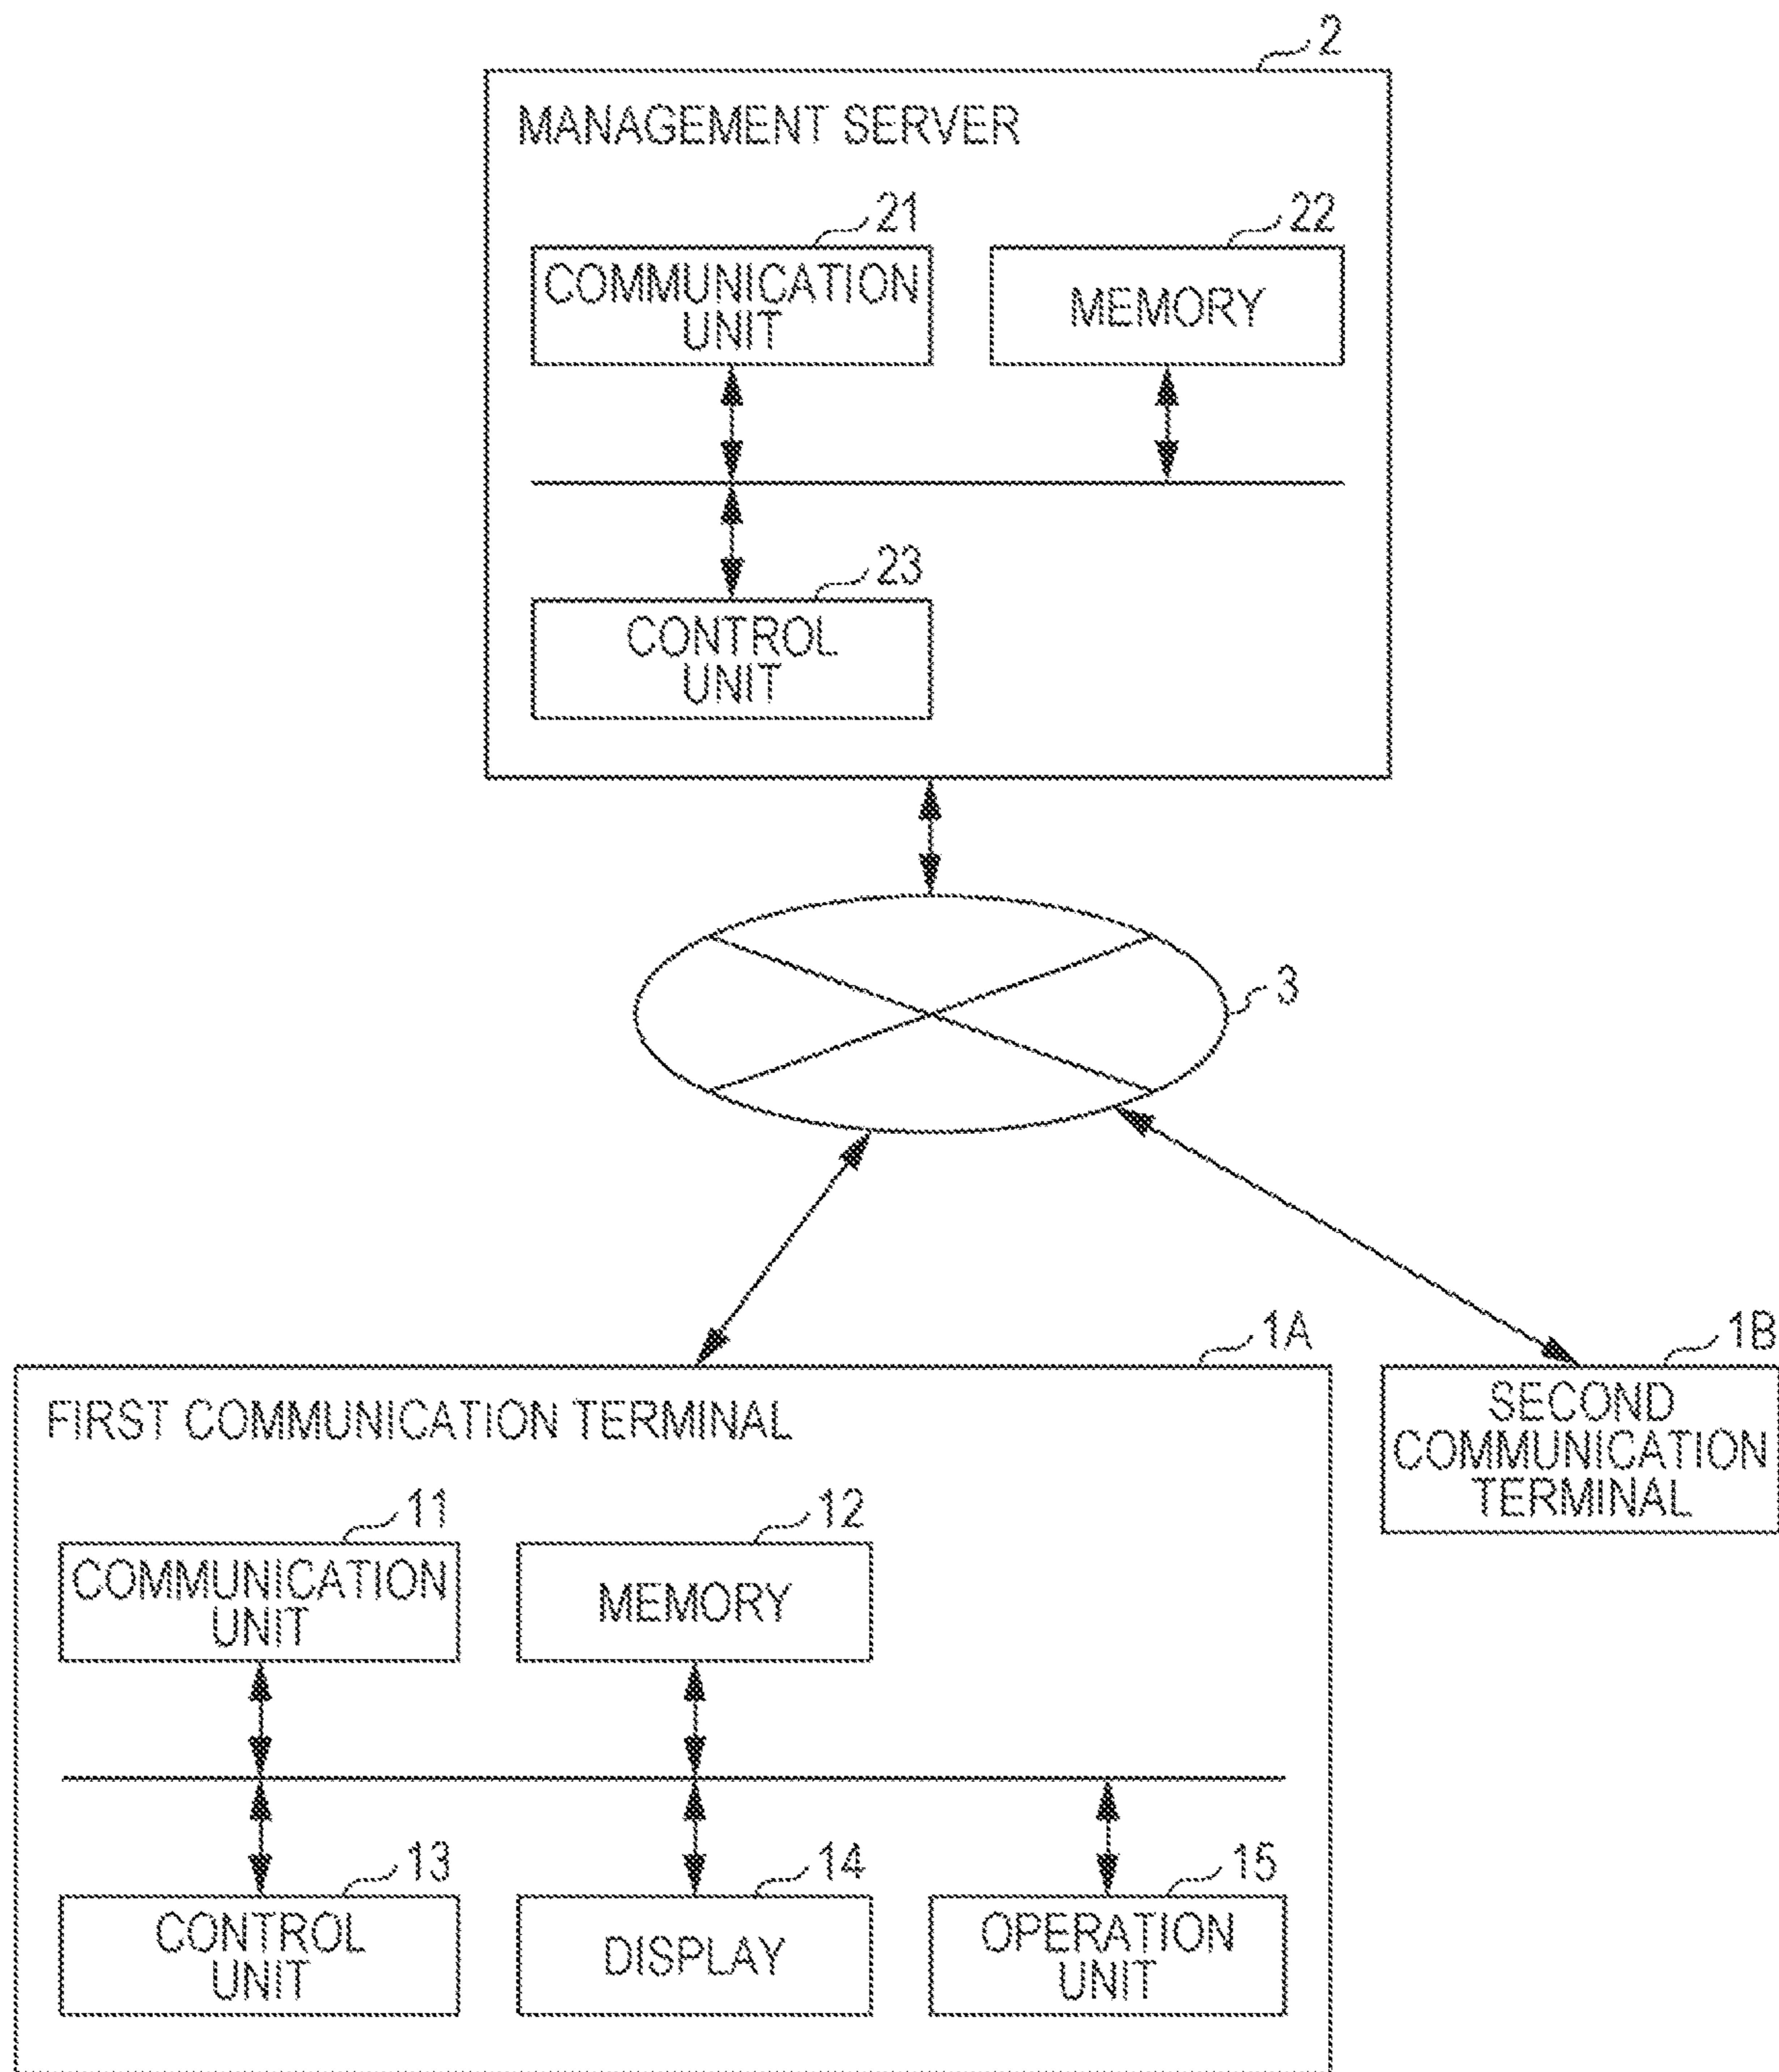 2
MANAGEMENT SERVER
21
22
COMMUNICATION
UNIT
MEMORY
23
CONTROL
UNIT
3
1A
1B
FIRST COMMUNICATION TERMINAL
SECOND
COMMUNICATION
TERMINAL
11
12
COMMUNICATION
UNIT
MEMORY
13
14
15
CONTROL
UNIT
DISPLAY
OPERATION
UNIT